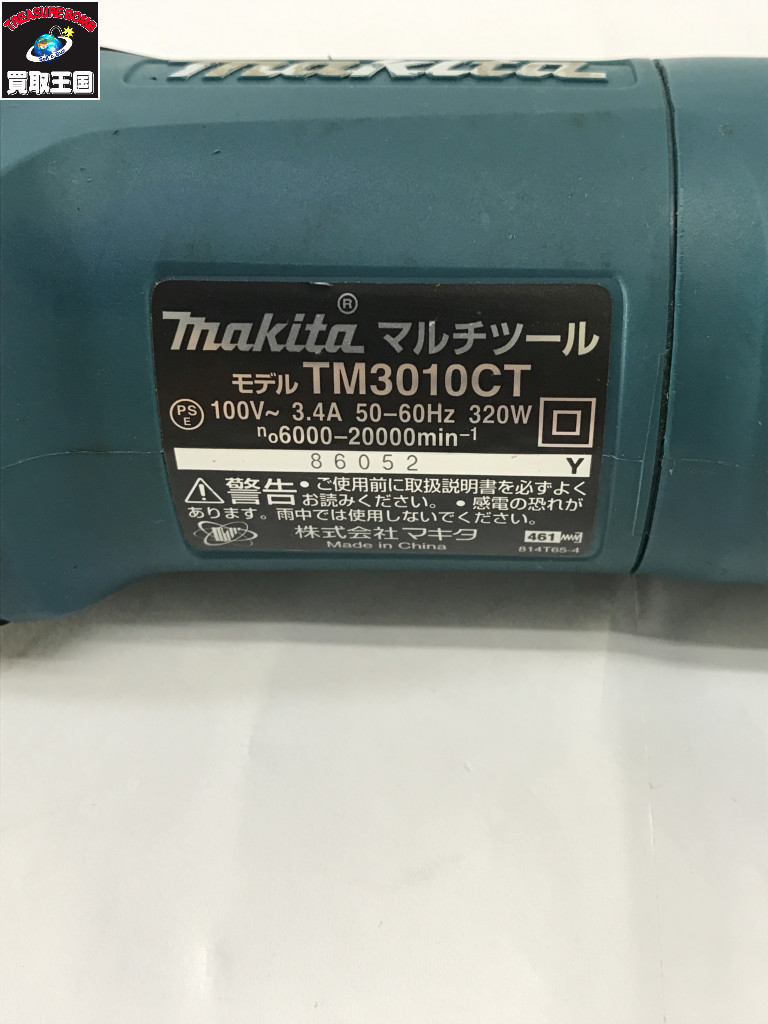 TREASURE BOMB
買取王国
makita
makita® マルチツール
モデル TM3010CT
PSE 100V~ 3.4A 50-60Hz 320W
n₀6000-20000min⁻¹
86052 Y
警告 • ご使用前に取扱説明書を必ずよく
お読みください。 • 感電の恐れが
あります。雨中では使用しないでください。
株式会社マキタ 461
Made in China 814T65-4